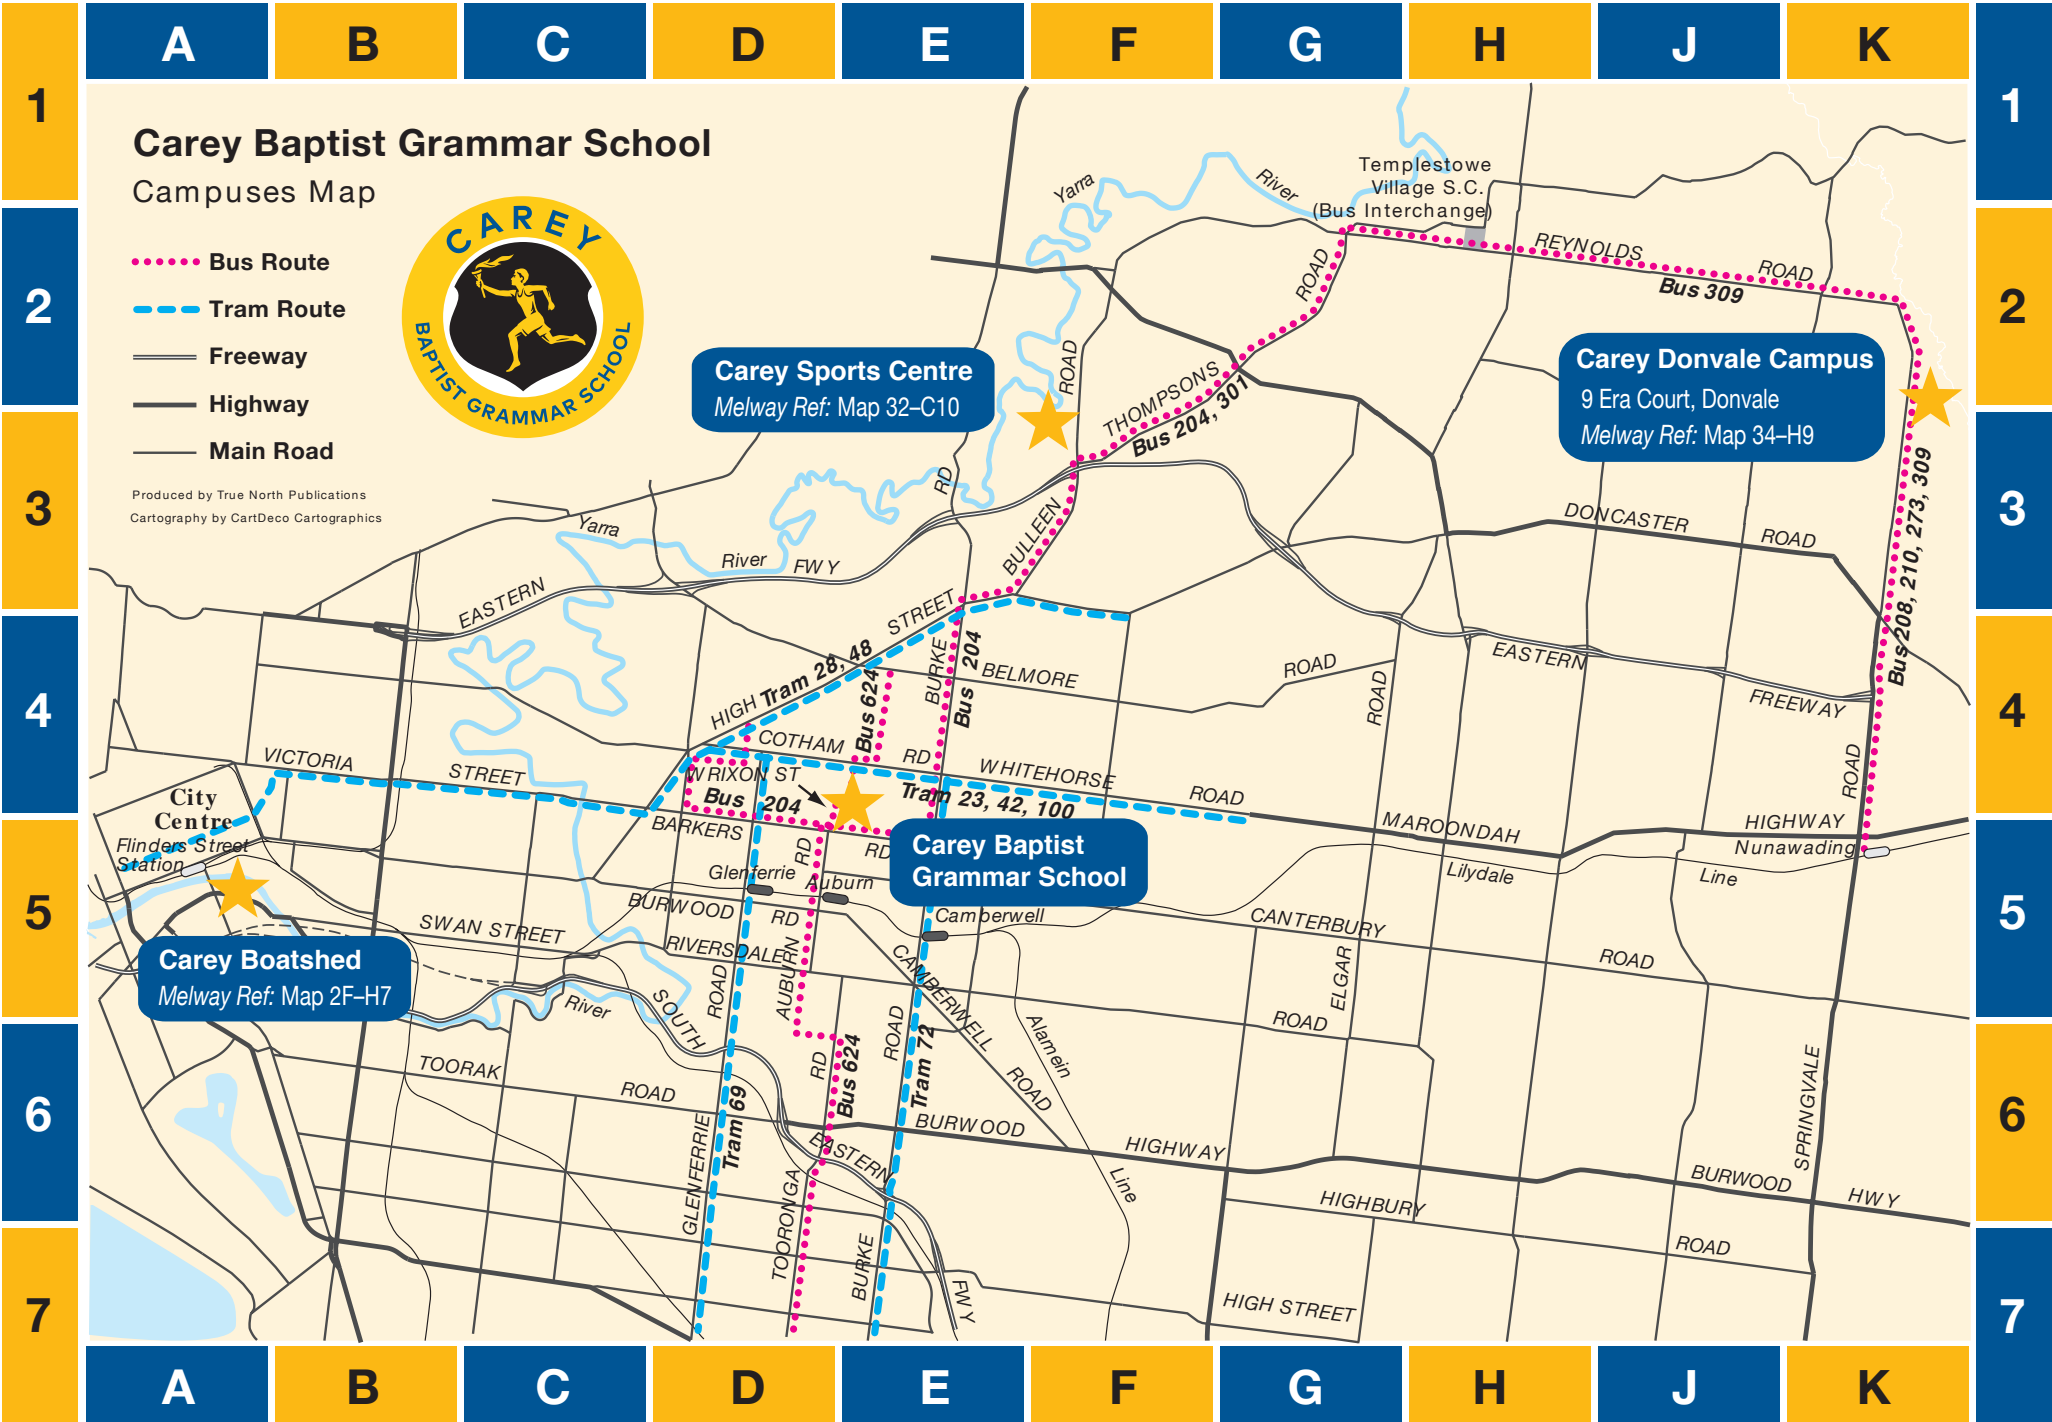 A B C D E F G H J K
1
1
Carey Baptist Grammar School
Campuses Map
CAREY
BAPTIST GRAMMAR SCHOOL
Bus Route
Tram Route
Freeway
Highway
Main Road
Produced by True North Publications
Cartography by CartDeco Cartographics
Yarra
River
Templestowe
Village S.C.
(Bus Interchange)
2
2
ROAD
REYNOLDS
ROAD
Bus 309
Carey Sports Centre
Melway Ref: Map 32–C10
ROAD
THOMPSONS
Bus 204, 301
Carey Donvale Campus
9 Era Court, Donvale
Melway Ref: Map 34–H9
3
3
Yarra
River
FWY
EASTERN
RD
BULLEEN
DONCASTER
ROAD
Bus 208, 210, 273, 309
STREET
4
4
HIGH
Tram 28, 48
Bus 624
BURKE
Bus 204
BELMORE
ROAD
ROAD
EASTERN
FREEWAY
ROAD
VICTORIA
STREET
COTHAM
RD
WHITEHORSE
ROAD
WRIXON ST
Bus 204
Tram 23, 42, 100
City
Centre
Flinders Street
Station
BARKERS
RD
RD
MAROONDAH
HIGHWAY
Nunawading
Carey Baptist
Grammar School
5
5
Glenferrie
Auburn
Camberwell
Lilydale
Line
BURWOOD
RD
SWAN STREET
RIVERSDALE
CANTERBURY
ROAD
Carey Boatshed
Melway Ref: Map 2F–H7
River
SOUTH
ROAD
AUBURN
CAMBERWELL
ROAD
ELGAR
ROAD
ROAD
Alamein
Line
6
6
TOORAK
ROAD
RD
Bus 624
Tram 72
Tram 69
GLENFERRIE
EASTERN
BURWOOD
HIGHWAY
SPRINGVALE
BURWOOD
HWY
HIGHBURY
ROAD
7
7
TOORONGA
BURKE
FWY
HIGH STREET
A B C D E F G H J K